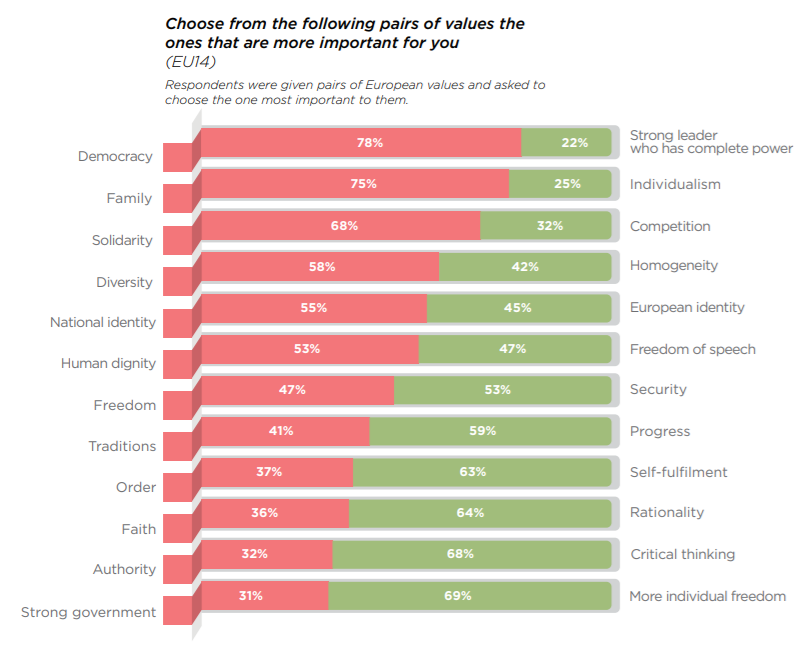 Choose from the following pairs of values the
ones that are more important for you
(EU14)
Respondents were given pairs of European values and asked to
choose the one most important to them.
Democracy 78% 22% Strong leader
who has complete power
Family 75% 25% Individualism
Solidarity 68% 32% Competition
Diversity 58% 42% Homogeneity
National identity 55% 45% European identity
Human dignity 53% 47% Freedom of speech
Freedom 47% 53% Security
Traditions 41% 59% Progress
Order 37% 63% Self-fulfilment
Faith 36% 64% Rationality
Authority 32% 68% Critical thinking
Strong government 31% 69% More individual freedom